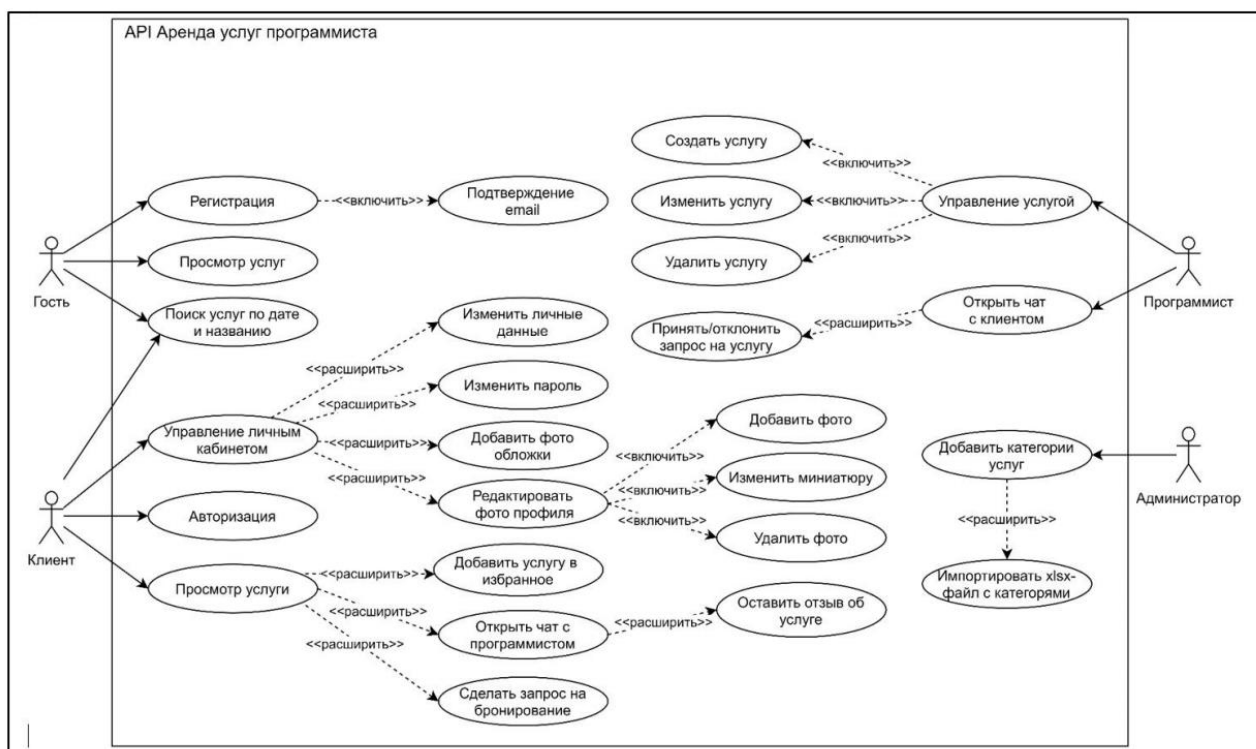 API Аренда услуг программиста
Создать услугу
<<включить>>
Регистрация
<<включить>>
Подтверждение
email
Изменить услугу
<<включить>>
Управление услугой
Просмотр услуг
<<включить>>
Удалить услугу
Гость
Программист
Поиск услуг по дате
и названию
Изменить личные
данные
Принять/отклонить
запрос на услугу
<<расширить>>
Открыть чат
с клиентом
<<расширить>>
Изменить пароль
<<расширить>>
Управление личным
кабинетом
<<расширить>>
Добавить фото
обложки
Добавить фото
<<включить>>
Добавить категории
услуг
<<расширить>>
Редактировать
фото профиля
<<включить>>
Изменить миниатюру
Администратор
Авторизация
<<включить>>
Удалить фото
<<расширить>>
Клиент
Просмотр услуги
<<расширить>>
Добавить услугу в
избранное
Импортировать xlsx-
файл с категорями
<<расширить>>
Открыть чат с
программистом
<<расширить>>
Оставить отзыв об
услуге
<<расширить>>
Сделать запрос на
бронирование